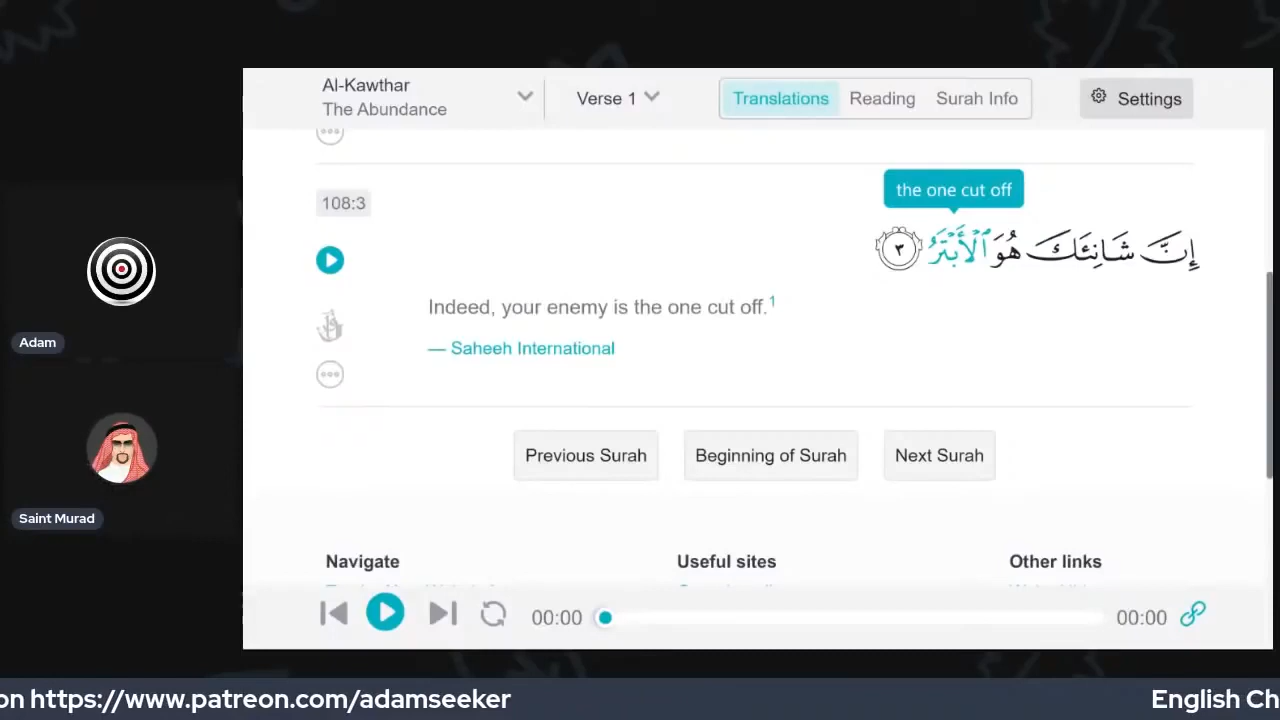 Al-Kawthar
The Abundance
Verse 1
Translations
Reading
Surah Info
Settings
108:3
the one cut off
إِنَّ شَانِئَكَ هُوَ ٱلْأَبْتَرُ ٣
Indeed, your enemy is the one cut off.1
— Saheeh International
Previous Surah
Beginning of Surah
Next Surah
Navigate
Useful sites
Other links
00:00
00:00
Adam
Saint Murad
on https://www.patreon.com/adamseeker
English Ch